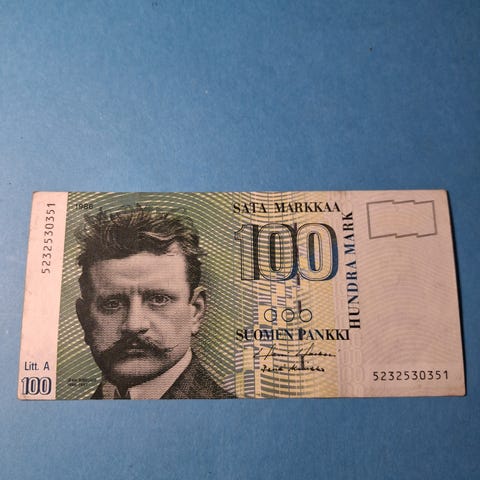 5232530351
1986
SATA MARKKAA
100
HUNDRA MARK
SUOMEN PANKKI
Litt. A
100
5232530351